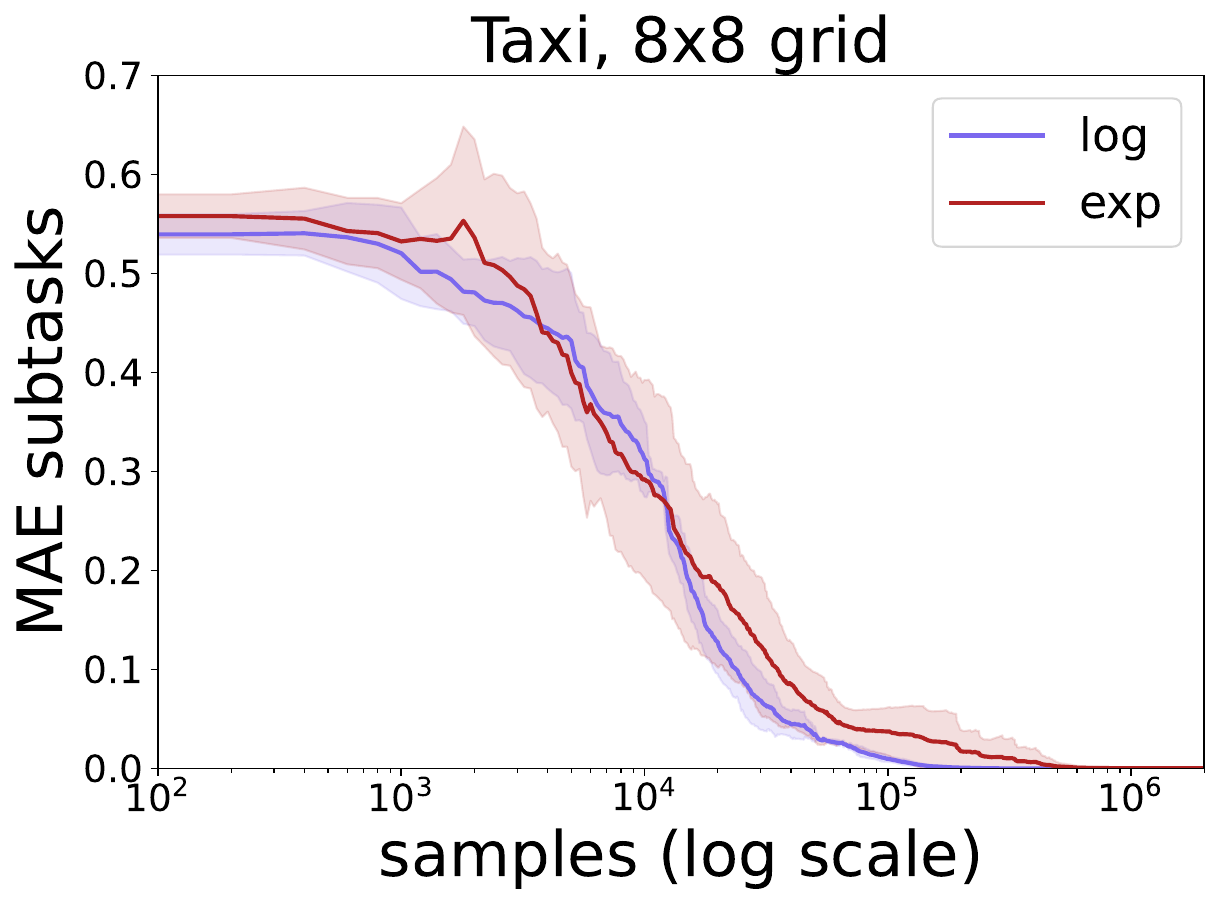 Taxi, 8x8 grid
log
exp
MAE subtasks
0.7
0.6
0.5
0.4
0.3
0.2
0.1
0.0
10² 10³ 10⁴ 10⁵ 10⁶
samples (log scale)